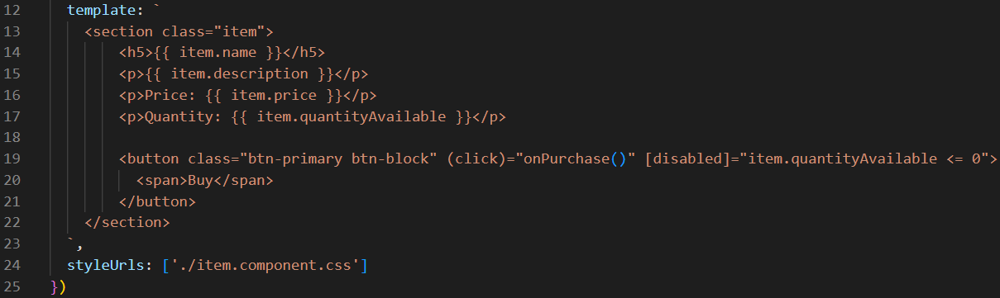 12 template: `
13 <section class="item">
14 <h5>{{ item.name }}</h5>
15 <p>{{ item.description }}</p>
16 <p>Price: {{ item.price }}</p>
17 <p>Quantity: {{ item.quantityAvailable }}</p>
18
19 <button class="btn-primary btn-block" (click)="onPurchase()" [disabled]="item.quantityAvailable <= 0">
20 <span>Buy</span>
21 </button>
22 </section>
23 `,
24 styleUrls: ['./item.component.css']
25 })